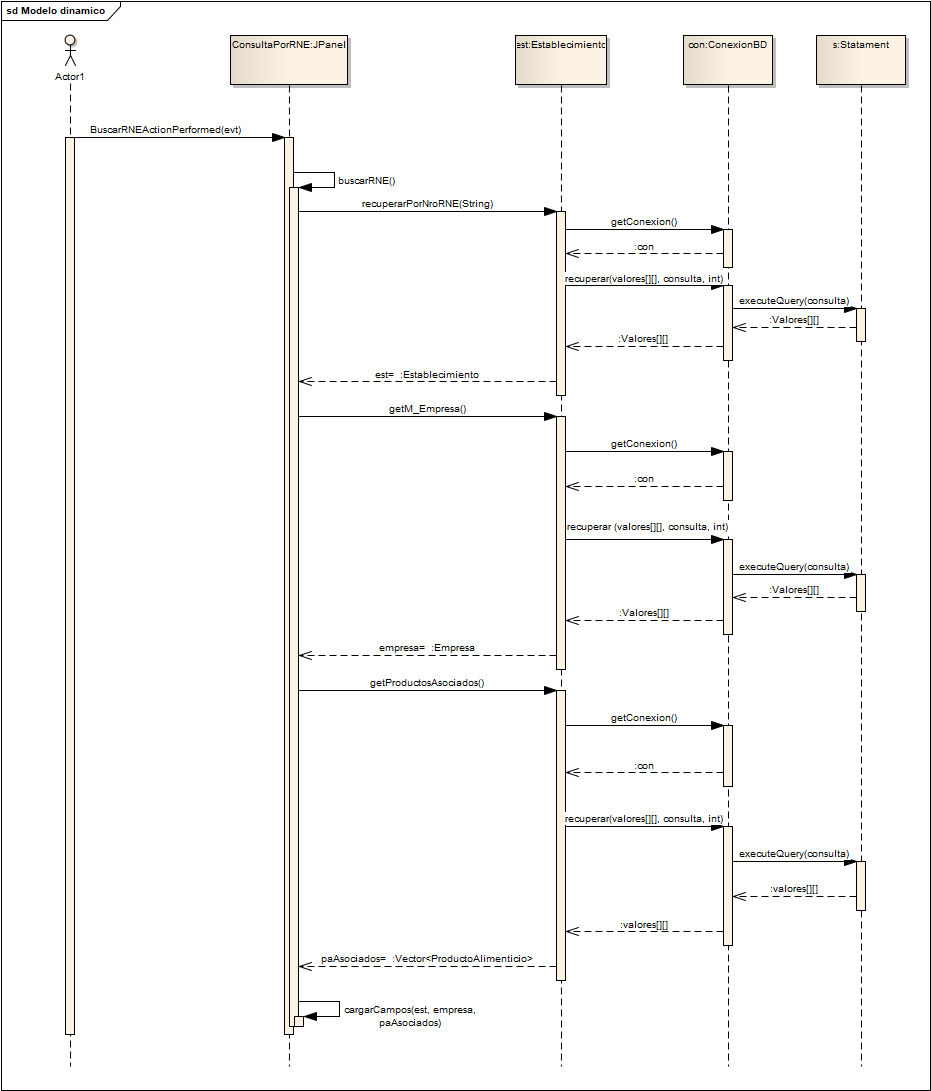 sd Modelo dinamico
ConsultaPorRNE:JPanel
est:Establecimiento
con:ConexionBD
s:Statament
Actor1
BuscarRNEActionPerformed(evt)
buscarRNE()
recuperarPorNroRNE(String)
getConexion()
:con
recuperar(valores[][], consulta, int)
executeQuery(consulta)
:Valores[][]
:Valores[][]
est= :Establecimiento
getM_Empresa()
getConexion()
:con
recuperar (valores[][], consulta, int)
executeQuery(consulta)
:Valores[][]
:Valores[][]
empresa= :Empresa
getProductosAsociados()
getConexion()
:con
recuperar(valores[][], consulta, int)
executeQuery(consulta)
:valores[][]
:valores[][]
paAsociados= :Vector<ProductoAlimenticio>
cargarCampos(est, empresa,
paAsociados)